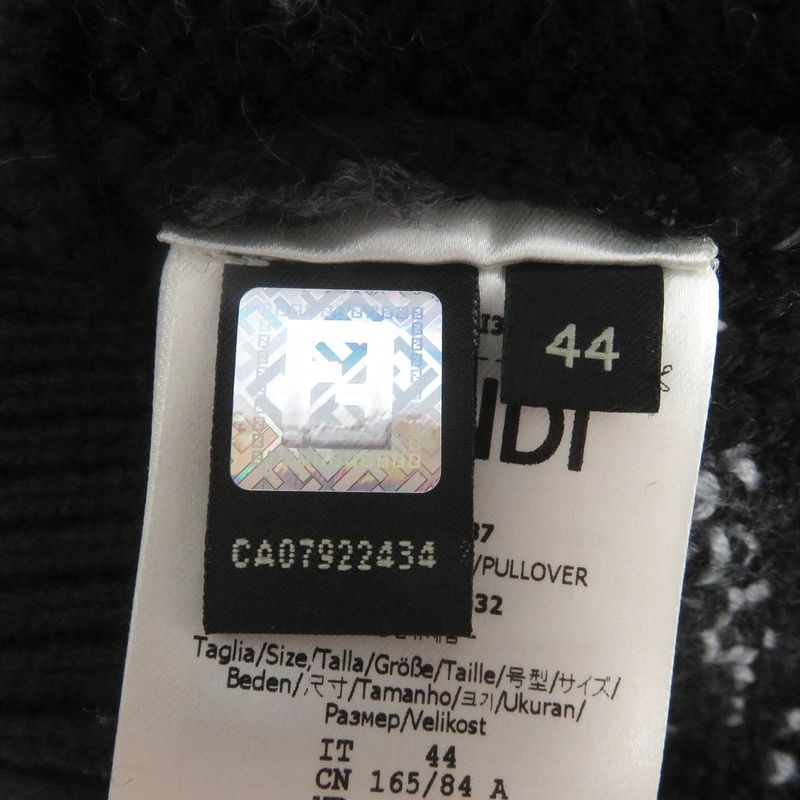 44
NDI
CA07922434
37
/PULLOVER
32
Taglia/Size/Talla/Größe/Taille/号型/サイズ/
Beden/尺寸/Tamanho/크기/Ukuran/
Размер/Velikost
IT 44
CN 165/84 A